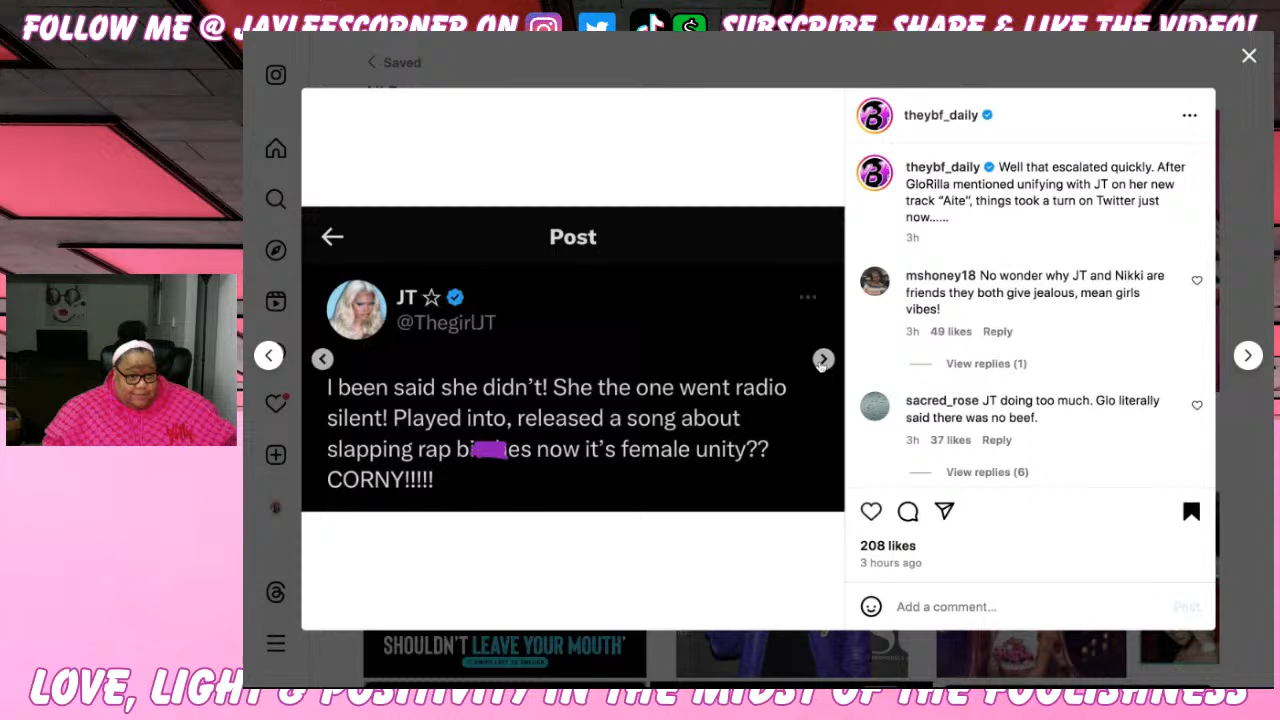 FOLLOW ME @ JAYLEESCORNER ON
SUBSCRIBE, SHARE & LIKE THE VIDEO!
Saved
theybf_daily
theybf_daily Well that escalated quickly. After
GloRilla mentioned unifying with JT on her new
track “Aite”, things took a turn on Twitter just
now......
3h
Post
JT ☆
@ThegirlJT
I been said she didn’t! She the one went radio
silent! Played into, released a song about
slapping rap bi es now it’s female unity??
CORNY!!!!!
mshoney18 No wonder why JT and Nikki are
friends they both give jealous, mean girls
vibes!
3h 49 likes Reply
View replies (1)
sacred_rose JT doing too much. Glo literally
said there was no beef.
3h 37 likes Reply
View replies (6)
208 likes
3 hours ago
Add a comment...
Post
SHOULDN'T LEAVE YOUR MOUTH'
LOVE, LIGHT & POSITIVITY IN THE MIDST OF THE FOOLISHNESS